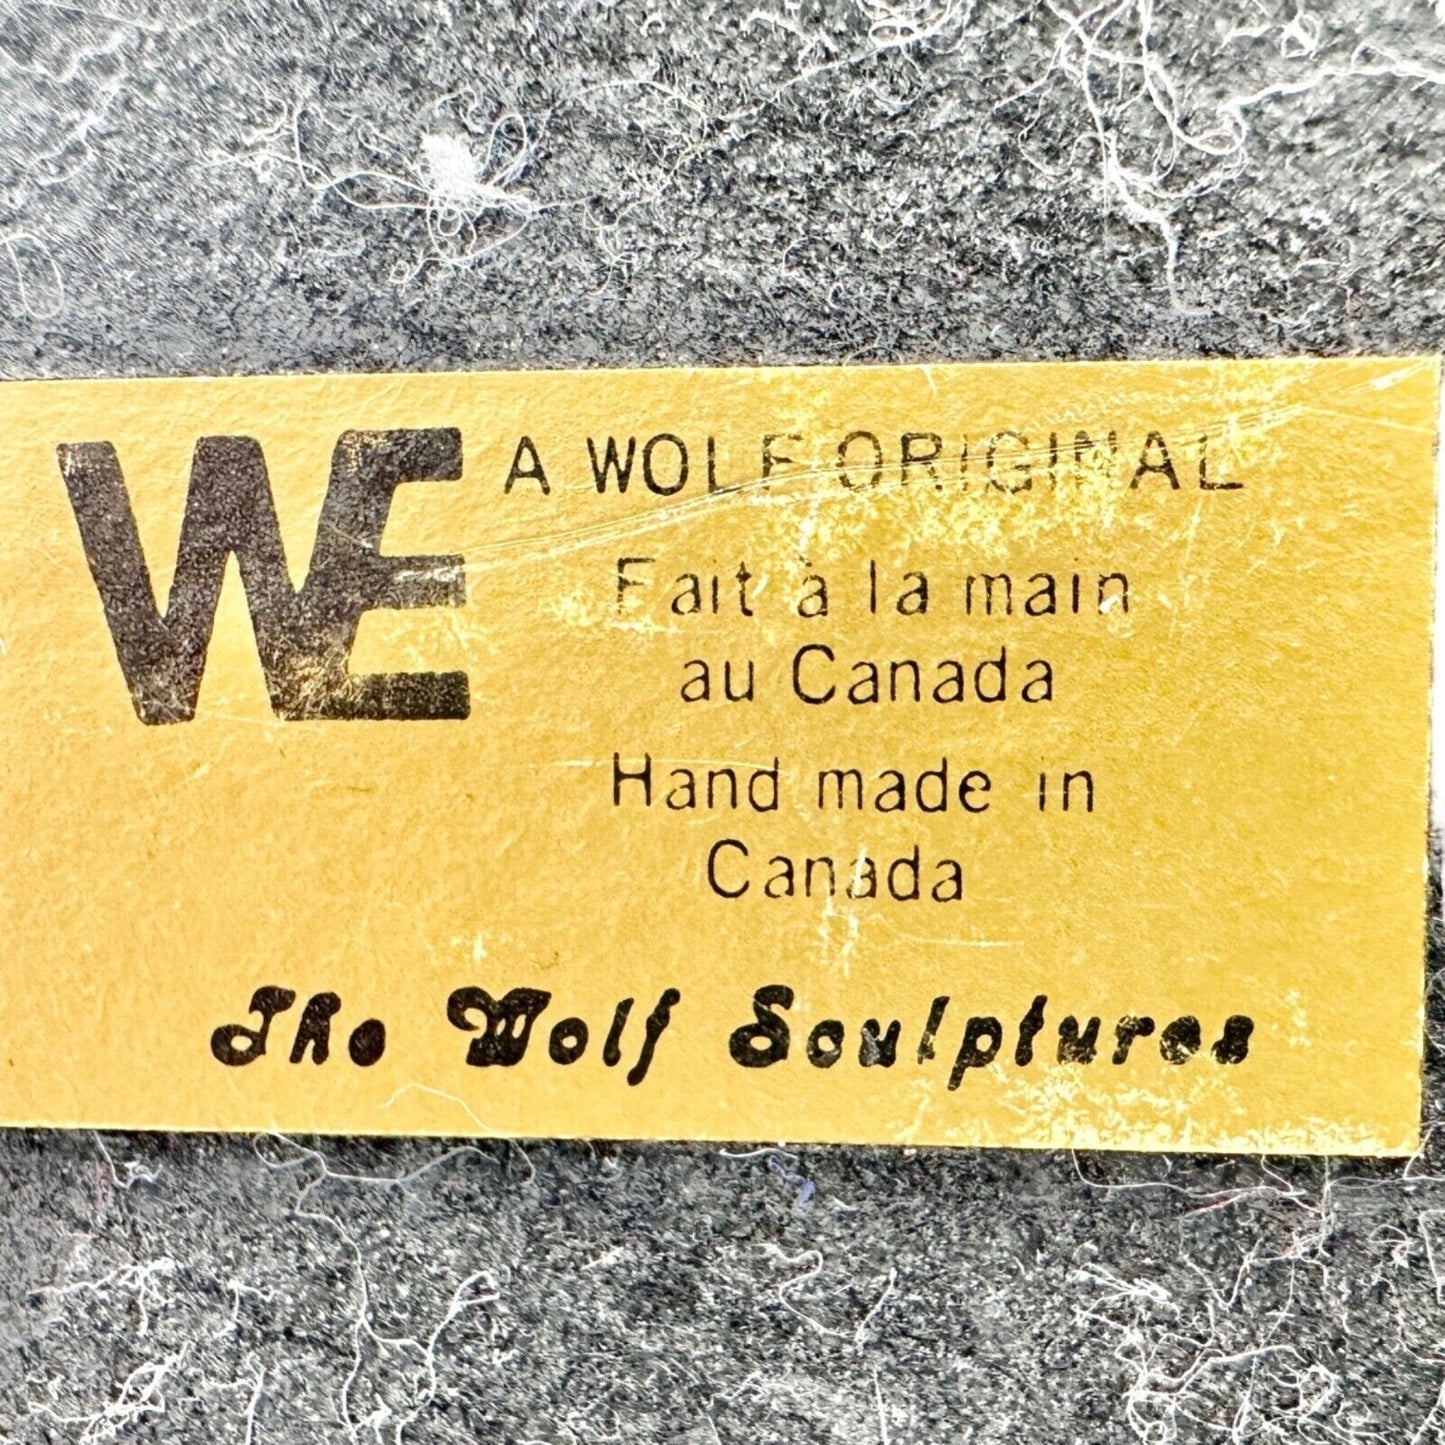 WE
A WOLF ORIGINAL
Fait à la main
au Canada
Hand made in
Canada
The Wolf Sculptures